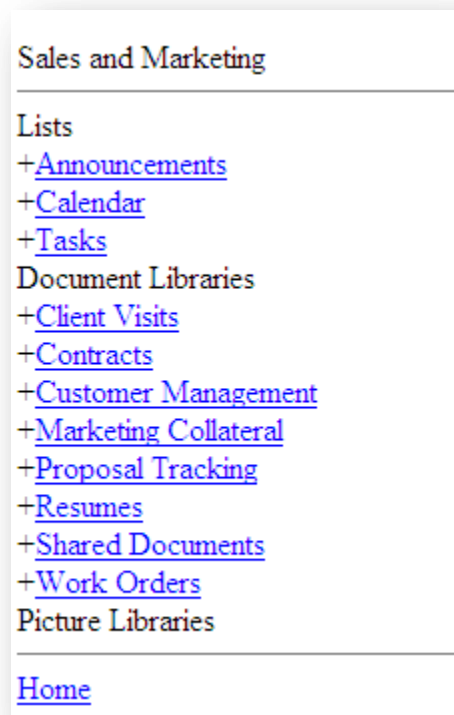 Sales and Marketing
Lists
+Announcements
+Calendar
+Tasks
Document Libraries
+Client Visits
+Contracts
+Customer Management
+Marketing Collateral
+Proposal Tracking
+Resumes
+Shared Documents
+Work Orders
Picture Libraries
Home